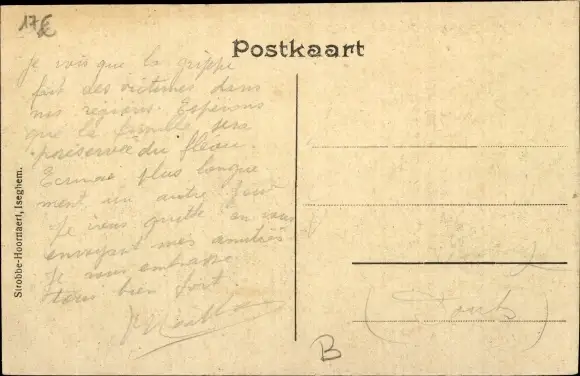 17€
Postkaart
je vois que la grippe
fait des victimes dans
nos régions. Espérons
que la famille sera
préservée du fléau.
Ecrivez plus longue
ment un autre jour
Je vous quitte en vous
envoyant mes amitiés
Je vous embrasse
tous bien fort.
Strobbe-Hoornaert, Iseghem.
B